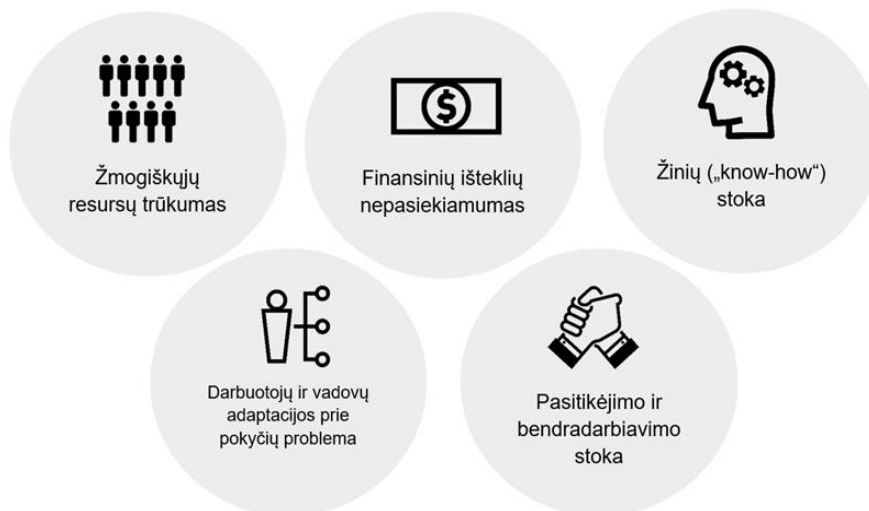 Žmogiškųjų
resursų trūkumas
Finansinių išteklių
nepasiekiamumas
Žinių („know-how“)
stoka
Darbuotojų ir vadovų
adaptacijos prie
pokyčių problema
Pasitikėjimo ir
bendradarbiavimo
stoka